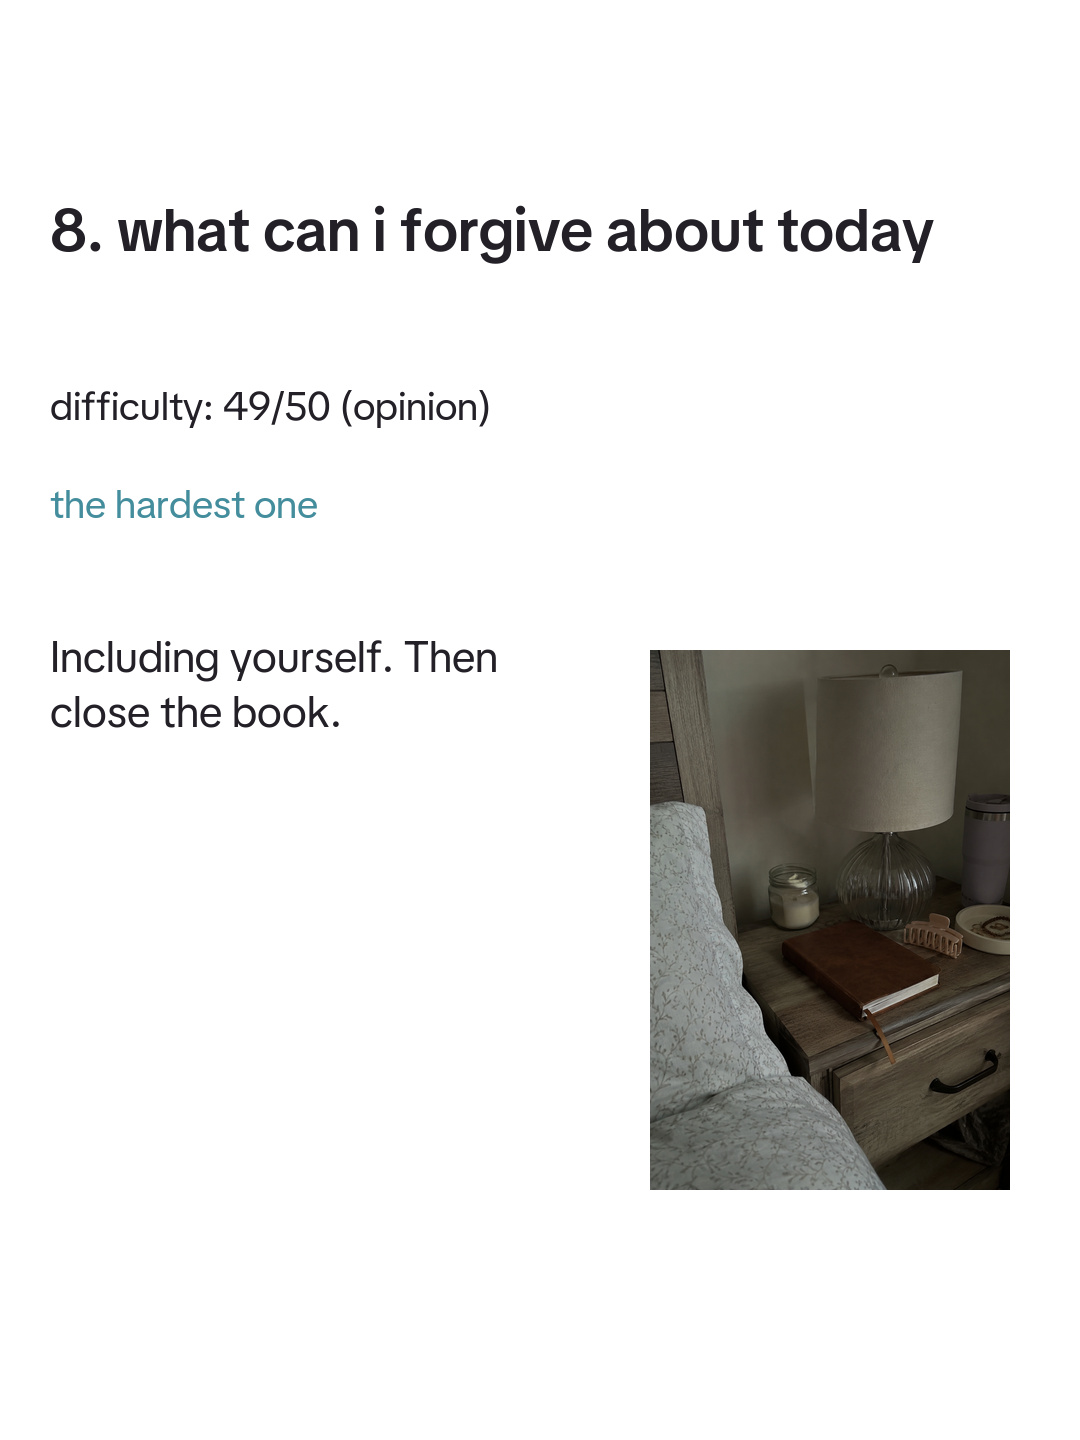 8. what can i forgive about today
difficulty: 49/50 (opinion)
the hardest one
Including yourself. Then
close the book.